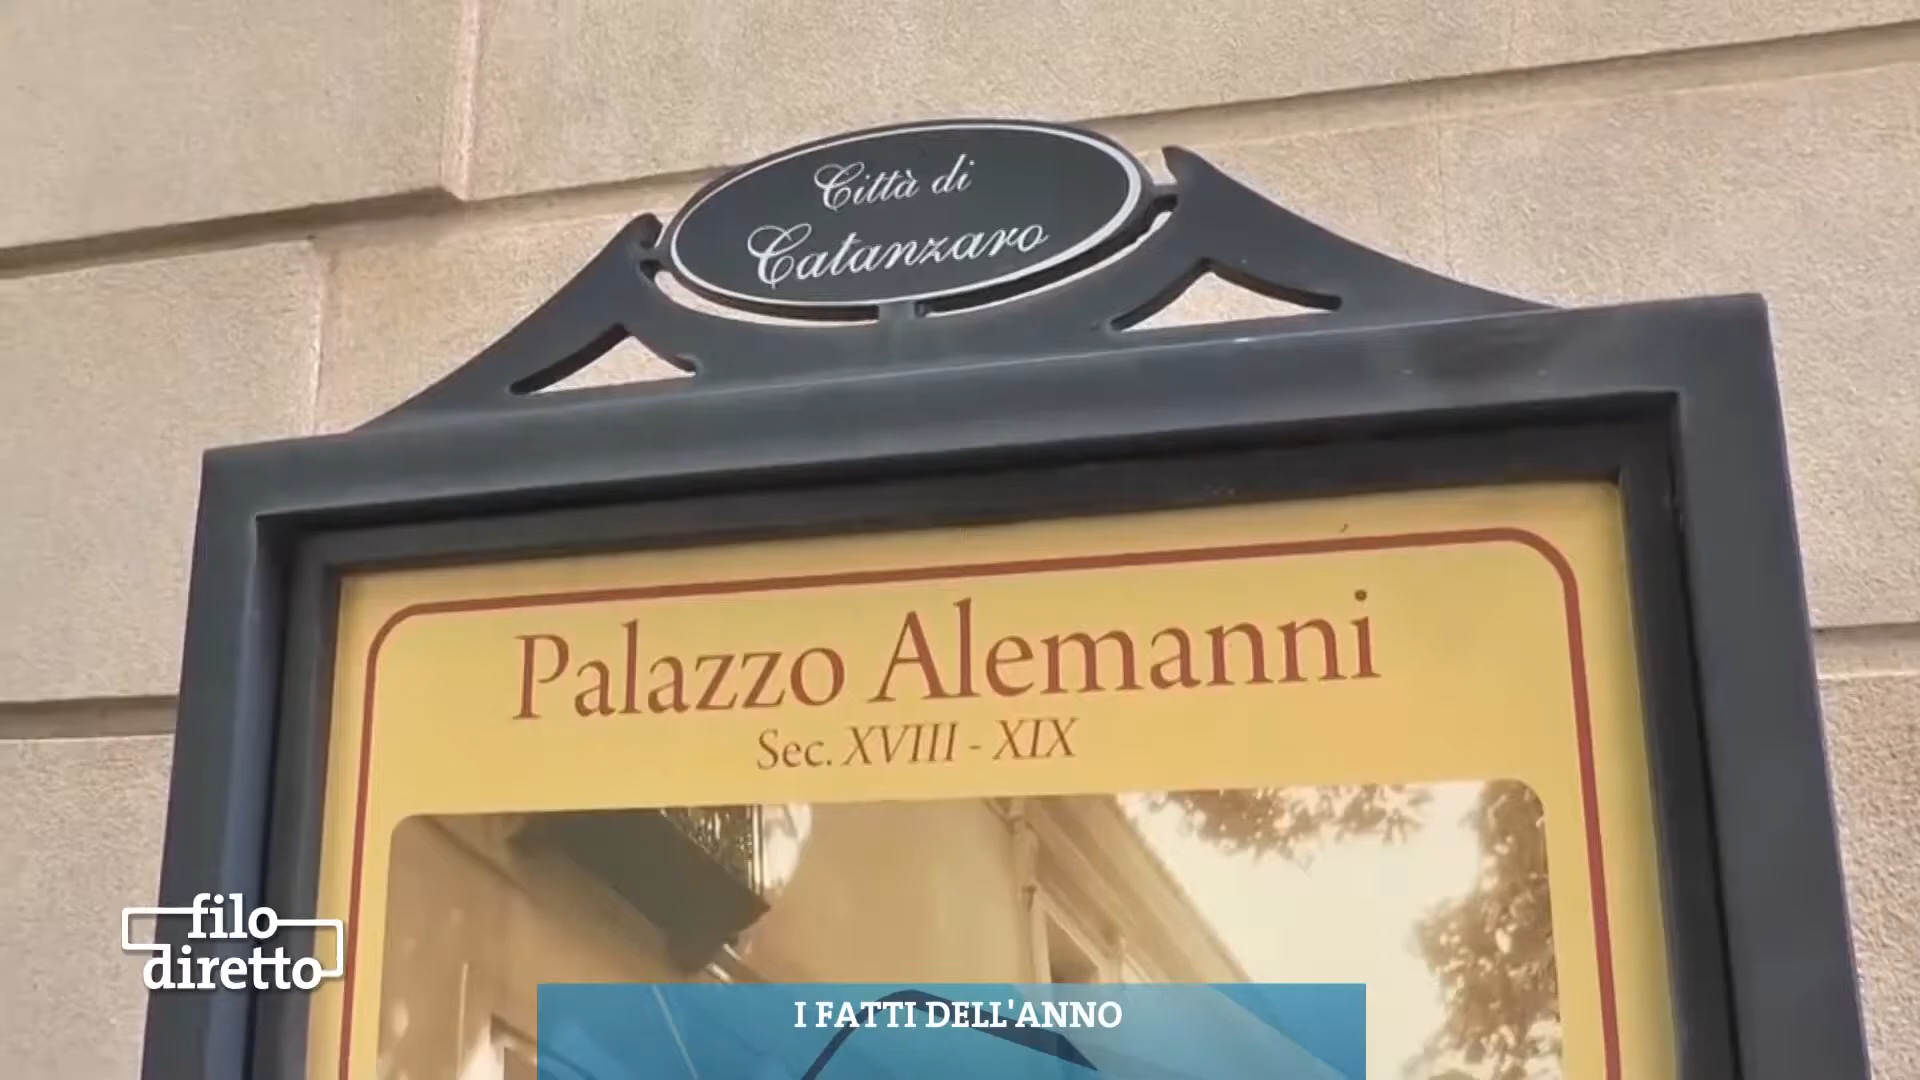 Città di
Catanzaro
Palazzo Alemanni
Sec. XVIII - XIX
filo
diretto
I FATTI DELL'ANNO